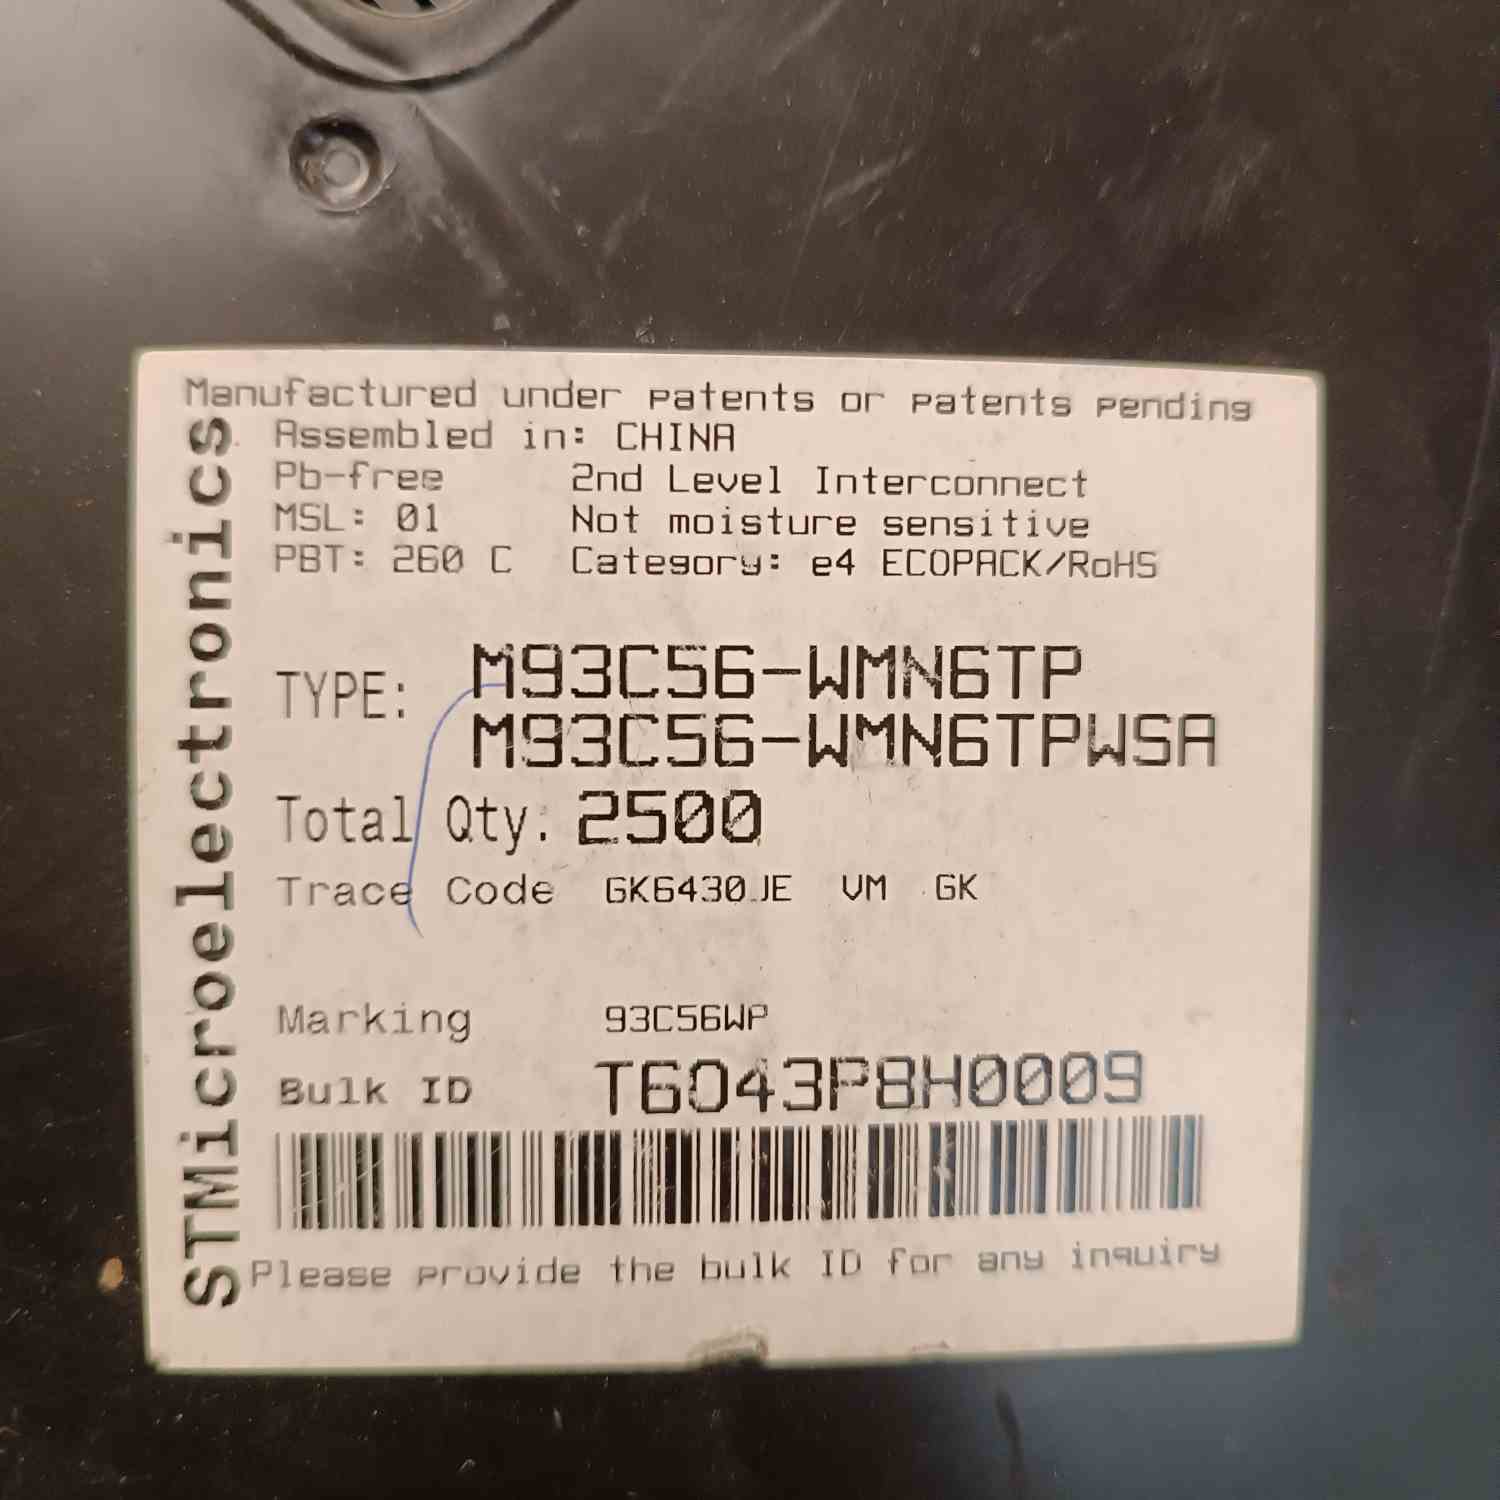 Manufactured under patents or patents pending
Assembled in: CHINA
Pb-free 2nd Level Interconnect
MSL: 01 Not moisture sensitive
PBT: 260 C Category: e4 ECOPACK/RoHS
TYPE: M93C56-WMN6TP
M93C56-WMN6TPWSA
Total Qty. 2500
Trace Code GK6430JE VM GK
Marking 93C56WP
Bulk ID T6043P8H0009
Please provide the bulk ID for any inquiry
STMicroelectronics